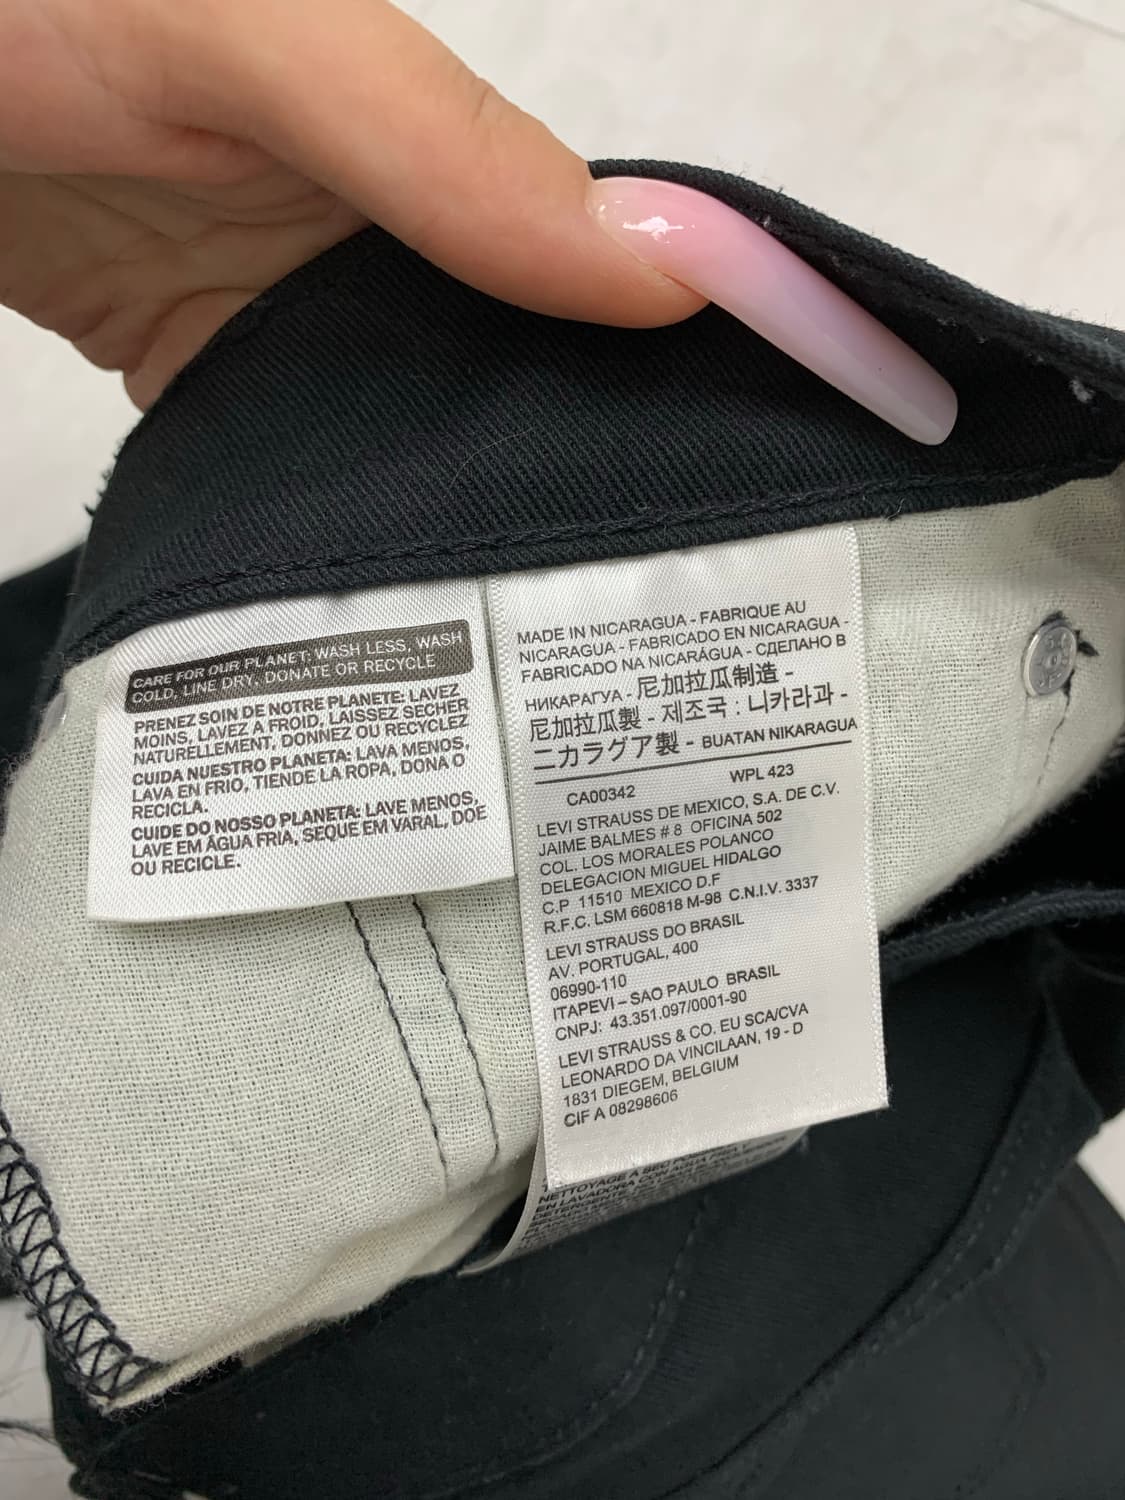 CARE FOR OUR PLANET: WASH LESS, WASH
COLD, LINE DRY, DONATE OR RECYCLE
PRENEZ SOIN DE NOTRE PLANETE: LAVEZ
MOINS, LAVEZ A FROID, LAISSEZ SECHER
NATURELLEMENT, DONNEZ OU RECYCLEZ
CUIDA NUESTRO PLANETA: LAVA MENOS,
LAVA EN FRIO, TIENDE LA ROPA, DONA O
RECICLA.
CUIDE DO NOSSO PLANETA: LAVE MENOS,
LAVE EM ÁGUA FRIA, SEQUE EM VARAL, DOE
OU RECICLE.
MADE IN NICARAGUA - FABRIQUE AU
NICARAGUA - FABRICADO EN NICARAGUA -
FABRICADO NA NICARÁGUA - СДЕЛАНО В
НИКАРАГУА - 尼加拉瓜制造 -
尼加拉瓜製 - 제조국 : 니카라과 -
ニカラグア製 - BUATAN NIKARAGUA
CA00342 WPL 423
LEVI STRAUSS DE MEXICO, S.A. DE C.V.
JAIME BALMES # 8 OFICINA 502
COL. LOS MORALES POLANCO
DELEGACION MIGUEL HIDALGO
C.P 11510 MEXICO D.F
R.F.C. LSM 660818 M-98 C.N.I.V. 3337
LEVI STRAUSS DO BRASIL
AV. PORTUGAL, 400
06990-110
ITAPEVI – SAO PAULO BRASIL
CNPJ: 43.351.097/0001-90
LEVI STRAUSS & CO. EU SCA/CVA
LEONARDO DA VINCILAAN, 19 - D
1831 DIEGEM, BELGIUM
CIF A 08298606
NETTOYAGE A SEC
EN LAVADORA CON AGUA